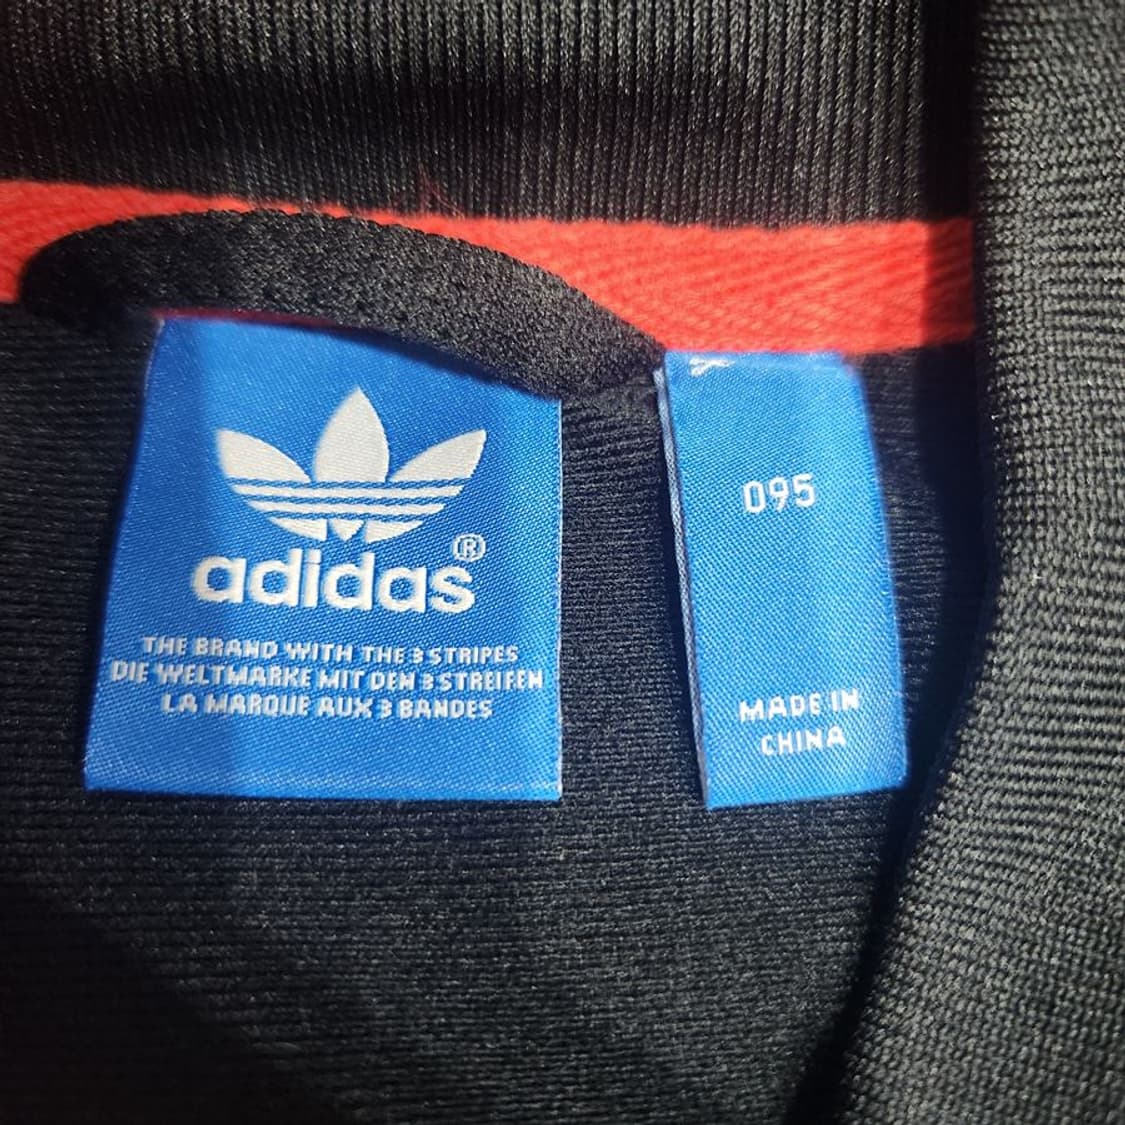 adidas®
THE BRAND WITH THE 3 STRIPES
DIE WELTMARKE MIT DEN 3 STREIFEN
LA MARQUE AUX 3 BANDES
095
MADE IN
CHINA